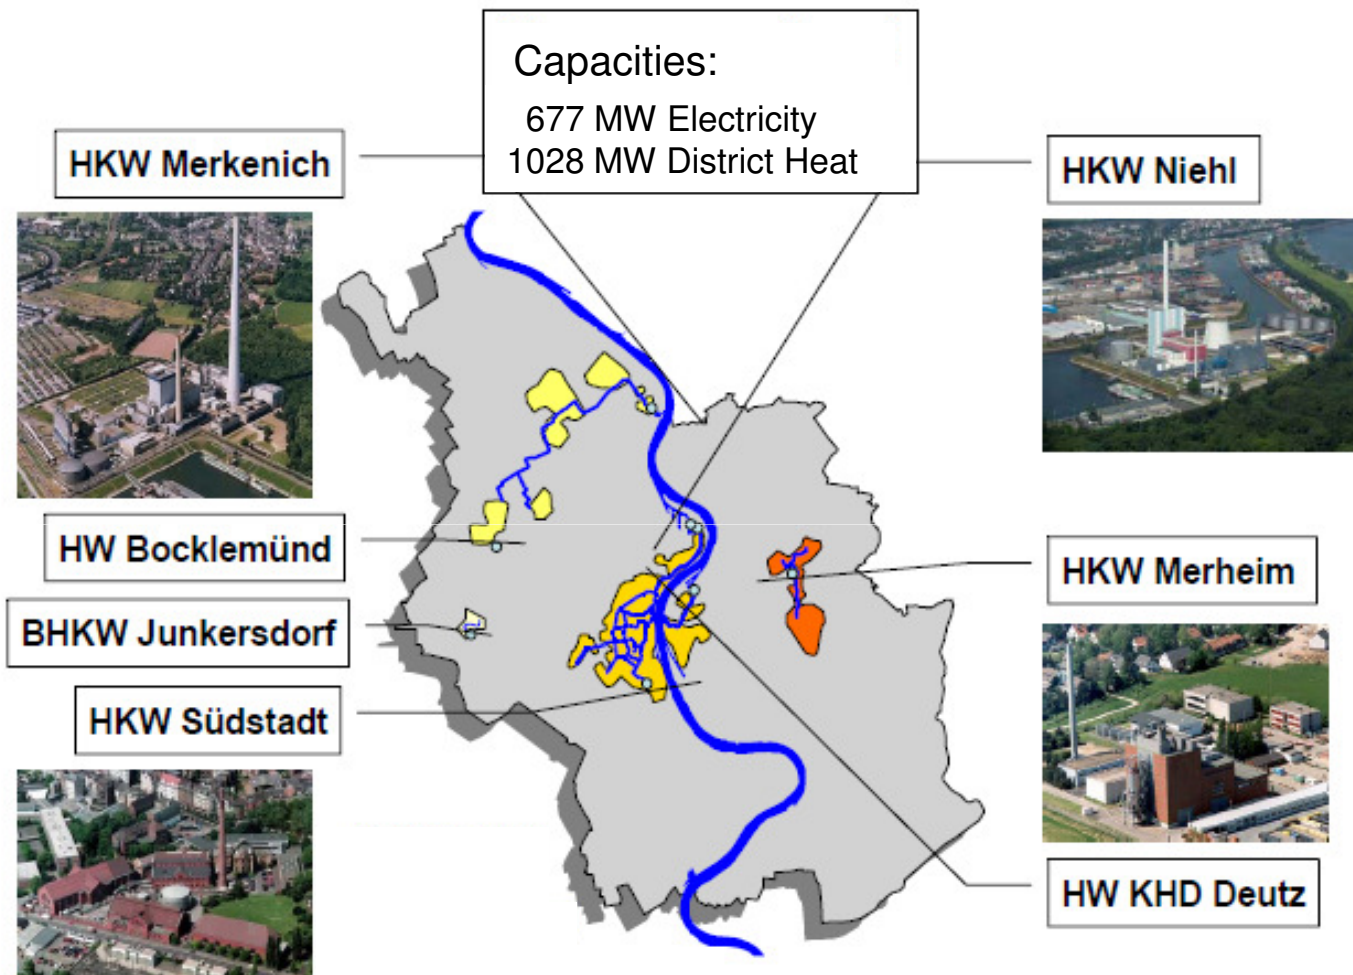 Capacities:
677 MW Electricity
1028 MW District Heat
HKW Merkenich
HKW Niehl
HW Bocklemünd
HKW Merheim
BHKW Junkersdorf
HKW Südstadt
HW KHD Deutz